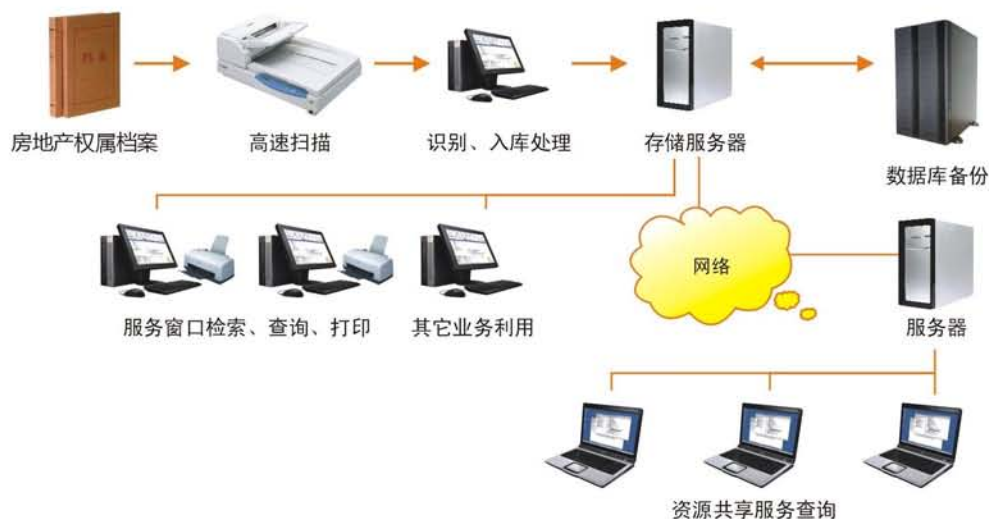 房地产权属档案
高速扫描
识别、入库处理
存储服务器
数据库备份
服务窗口检索、查询、打印
其它业务利用
网络
服务器
资源共享服务查询